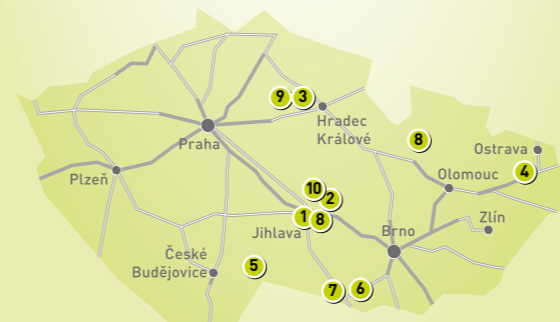 9
3
Hradec
Králové
Praha
8
Ostrava
4
Olomouc
Plzeň
10
2
1
8
Zlín
Jihlava
Brno
České
Budějovice
5
7
6